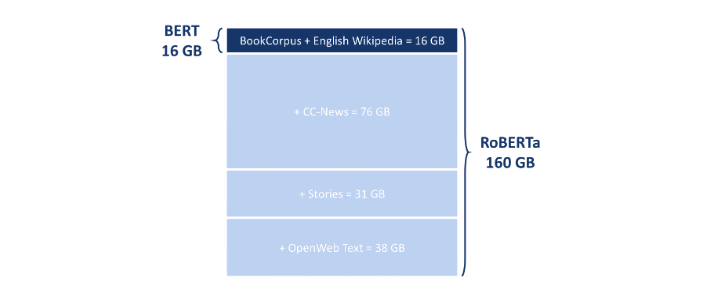 BERT
16 GB
BookCorpus + English Wikipedia = 16 GB
+ CC-News = 76 GB
RoBERTa
160 GB
+ Stories = 31 GB
+ OpenWeb Text = 38 GB